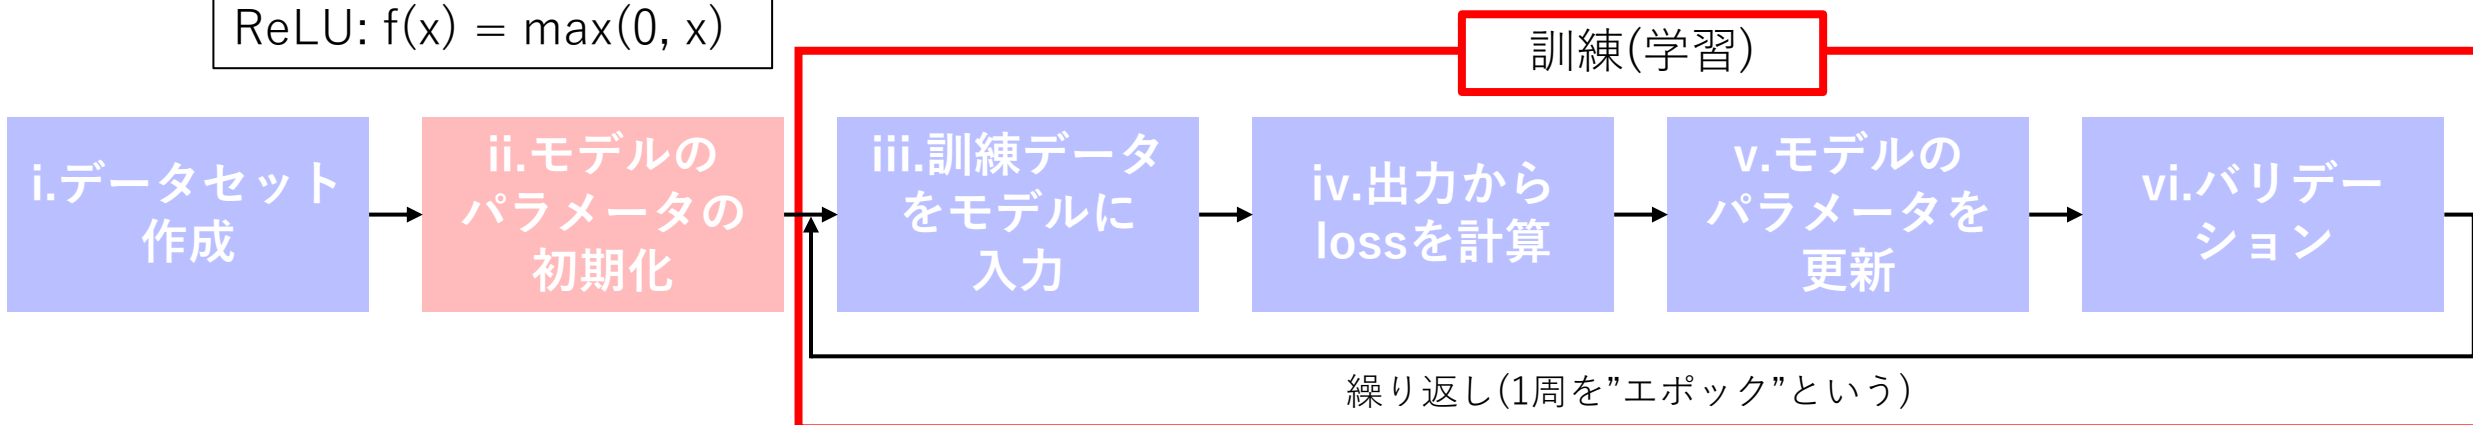 ReLU: f(x) = max(0, x)
訓練(学習)
i.データセット
作成
ii.モデルの
パラメータの
初期化
iii.訓練データ
をモデルに
入力
iv.出力から
lossを計算
v.モデルの
パラメータを
更新
vi.バリデー
ション
繰り返し(1周を”エポック”という)